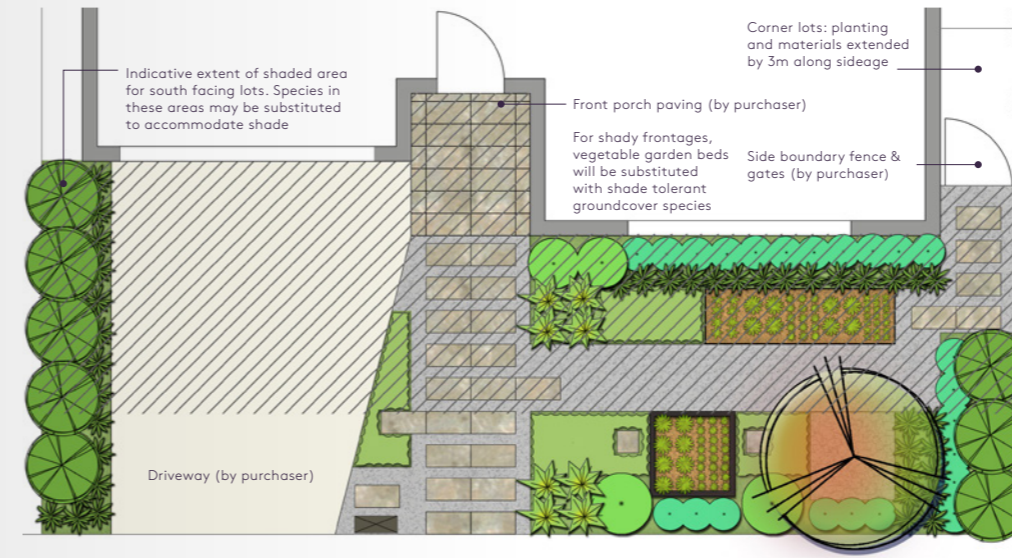 Indicative extent of shaded area
for south facing lots. Species in
these areas may be substituted
to accommodate shade
Corner lots: planting
and materials extended
by 3m along sideage
Front porch paving (by purchaser)
For shady frontages,
vegetable garden beds
will be substituted
with shade tolerant
groundcover species
Side boundary fence &
gates (by purchaser)
Driveway (by purchaser)